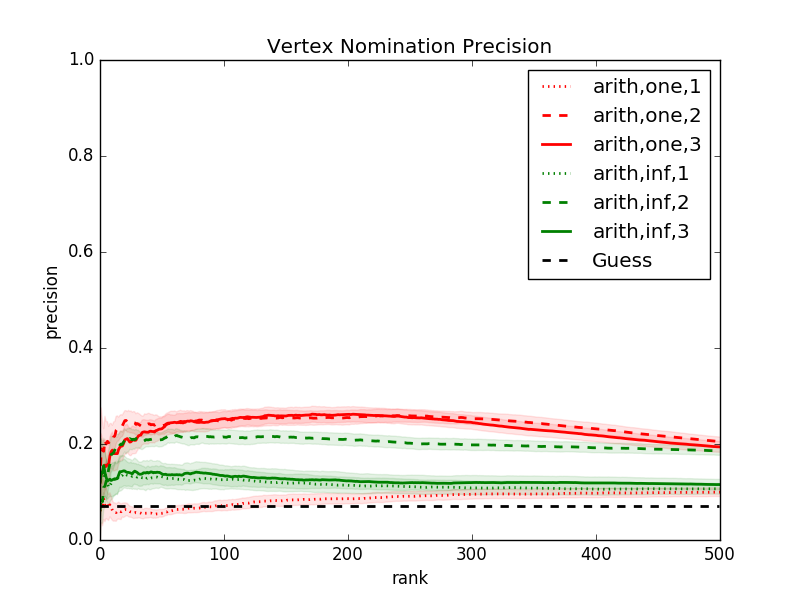 Vertex Nomination Precision
1.0
0.8
0.6
0.4
0.2
0.0
precision
0
100
200
300
400
500
rank
arith,one,1
arith,one,2
arith,one,3
arith,inf,1
arith,inf,2
arith,inf,3
Guess